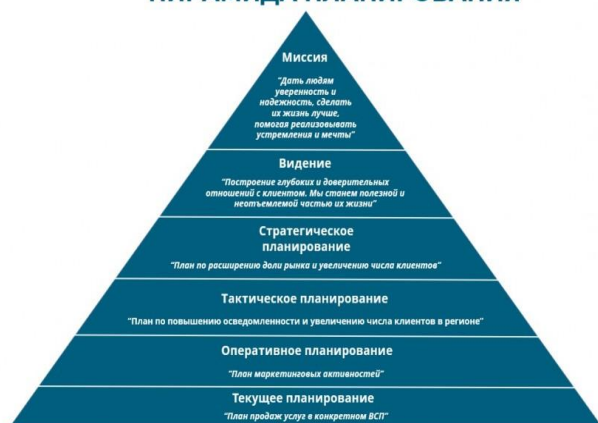 ПИРАМИДА ПЛАНИРОВАНИЯ
Миссия
"Дать людям
уверенность и
надежность, сделать
их жизнь лучше,
помогая реализовывать
устремления и мечты"
Видение
"Построение глубоких и доверительных
отношений с клиентом. Мы станем полезной и
неотъемлемой частью их жизни"
Стратегическое
планирование
"План по расширению доли рынка и увеличению числа клиентов"
Тактическое планирование
"План по повышению осведомленности и увеличению числа клиентов в регионе"
Оперативное планирование
"План маркетинговых активностей"
Текущее планирование
"План продаж услуг в конкретном ВСП"